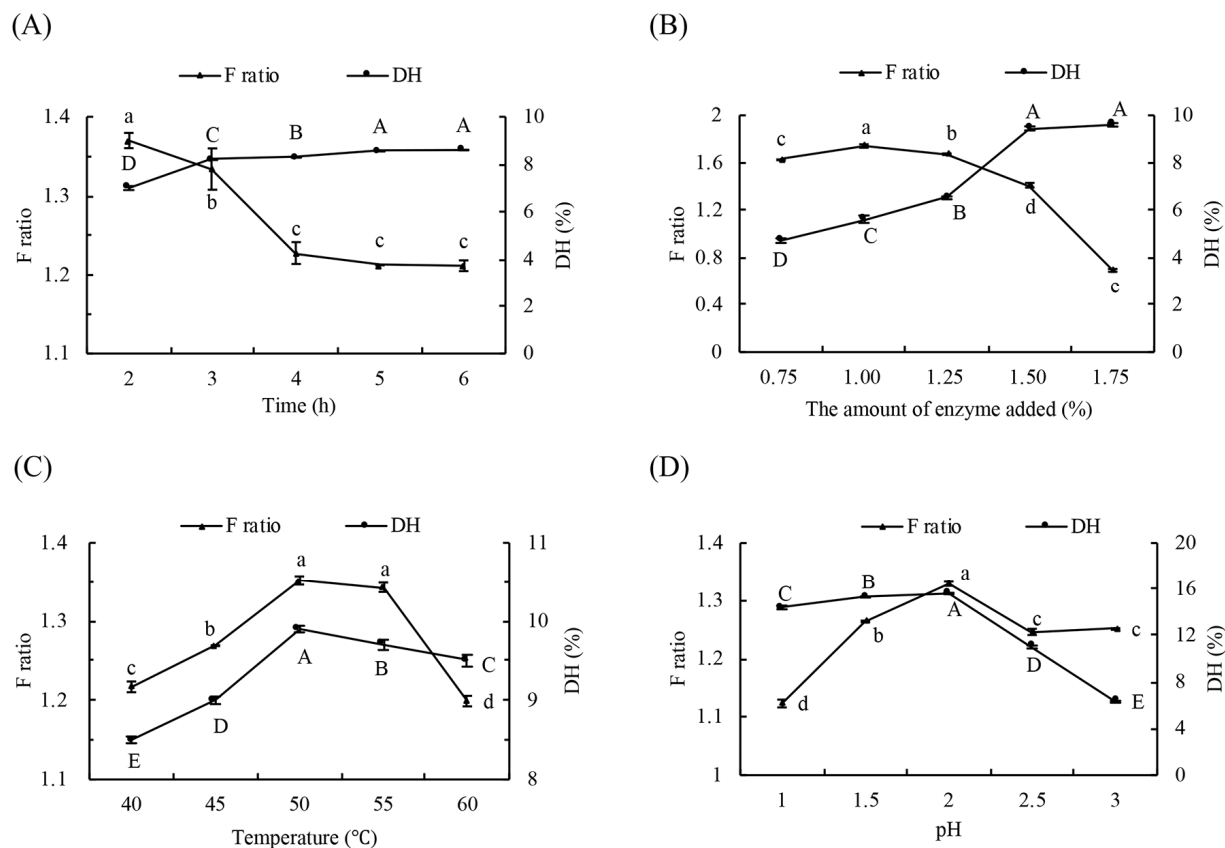 (A)
F ratio DH
1.4 10
a
D C B A A
8
1.3 b 6
F ratio
DH (%)
c c c
4
1.2
2
1.1 0
2 3 4 5 6
Time (h)
(B)
F ratio DH
2 10
c a b A A
1.6 8
1.2 6
F ratio
DH (%)
D C B d
0.8 4
c
0.4 2
0 0
0.75 1.00 1.25 1.50 1.75
The amount of enzyme added (%)
(C)
F ratio DH
1.4 11
a a
1.3 10
c b
F ratio
DH (%)
A B C
1.2 9
E D d
1.1 8
40 45 50 55 60
Temperature (℃)
(D)
F ratio DH
1.4 20
C B a
1.3 16
b A c c
F ratio
DH (%)
12
1.2
D
8
1.1 d E
4
1 0
1 1.5 2 2.5 3
pH